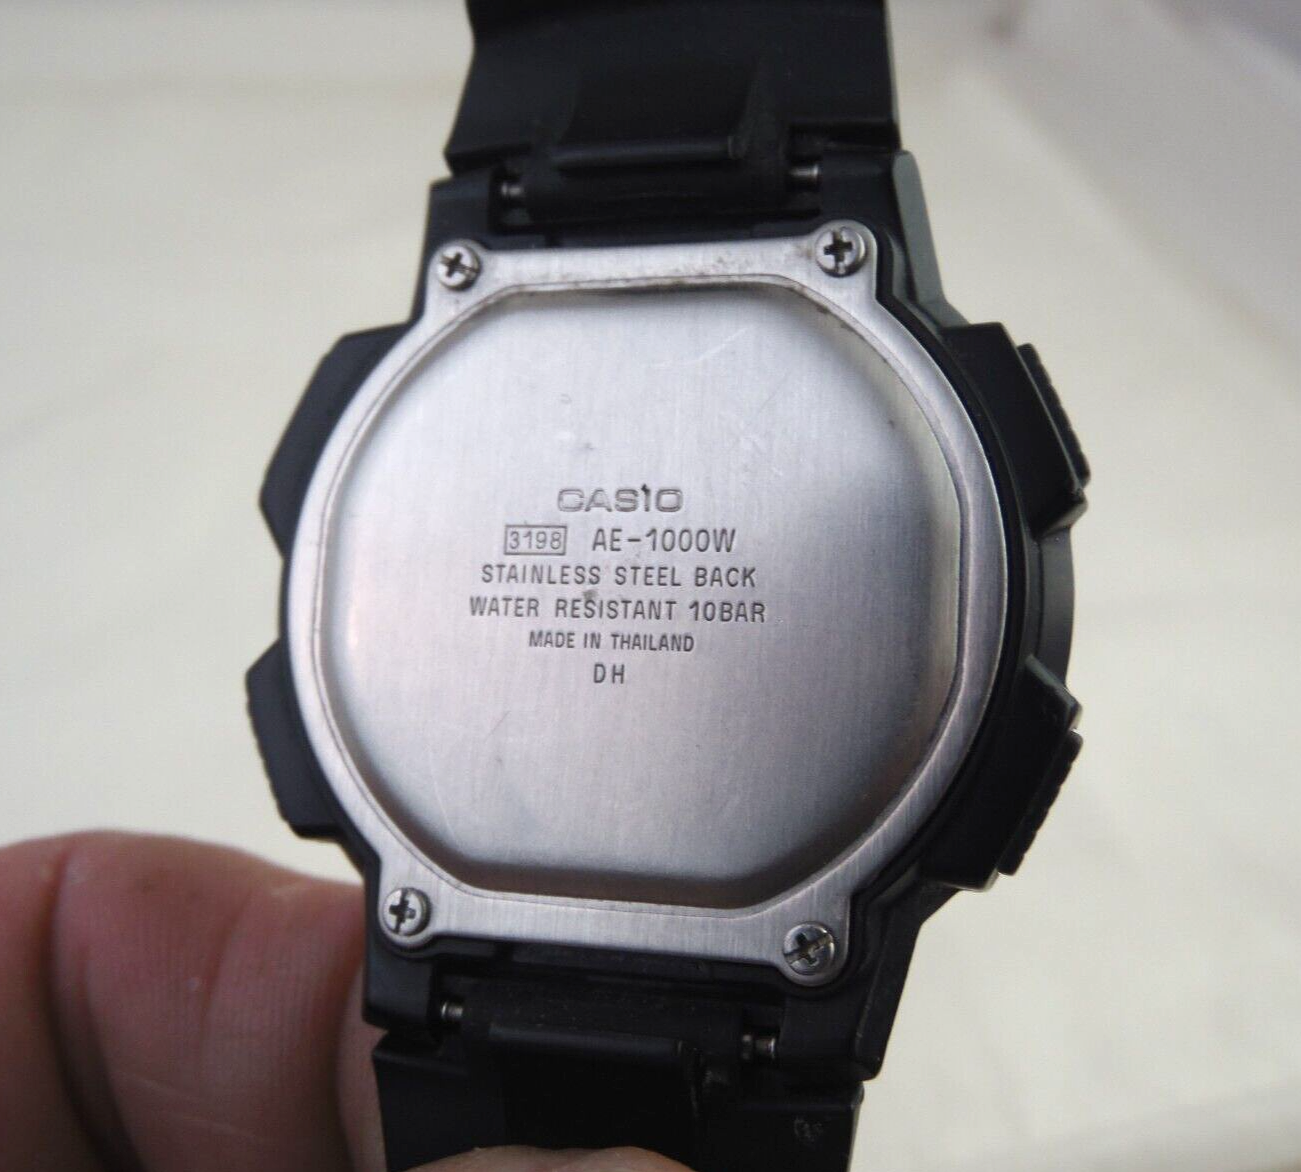 CASIO
3198 AE-1000W
STAINLESS STEEL BACK
WATER RESISTANT 10BAR
MADE IN THAILAND
DH